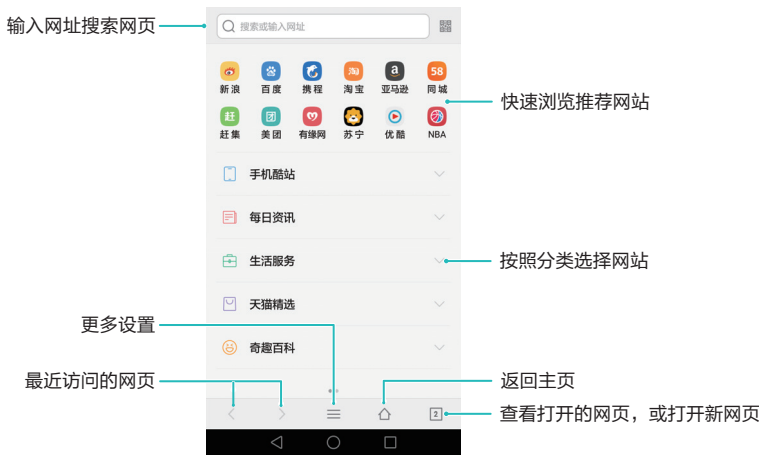 输入网址搜索网页
搜索或输入网址
淘
a
58
新浪
百度
携程
淘宝
亚马逊
同城
快速浏览推荐网站
赶
团
赶集
美团
有缘网
苏宁
优酷
NBA
手机酷站
每日资讯
生活服务
按照分类选择网站
天猫精选
更多设置
奇趣百科
最近访问的网页
返回主页
2
查看打开的网页，或打开新网页